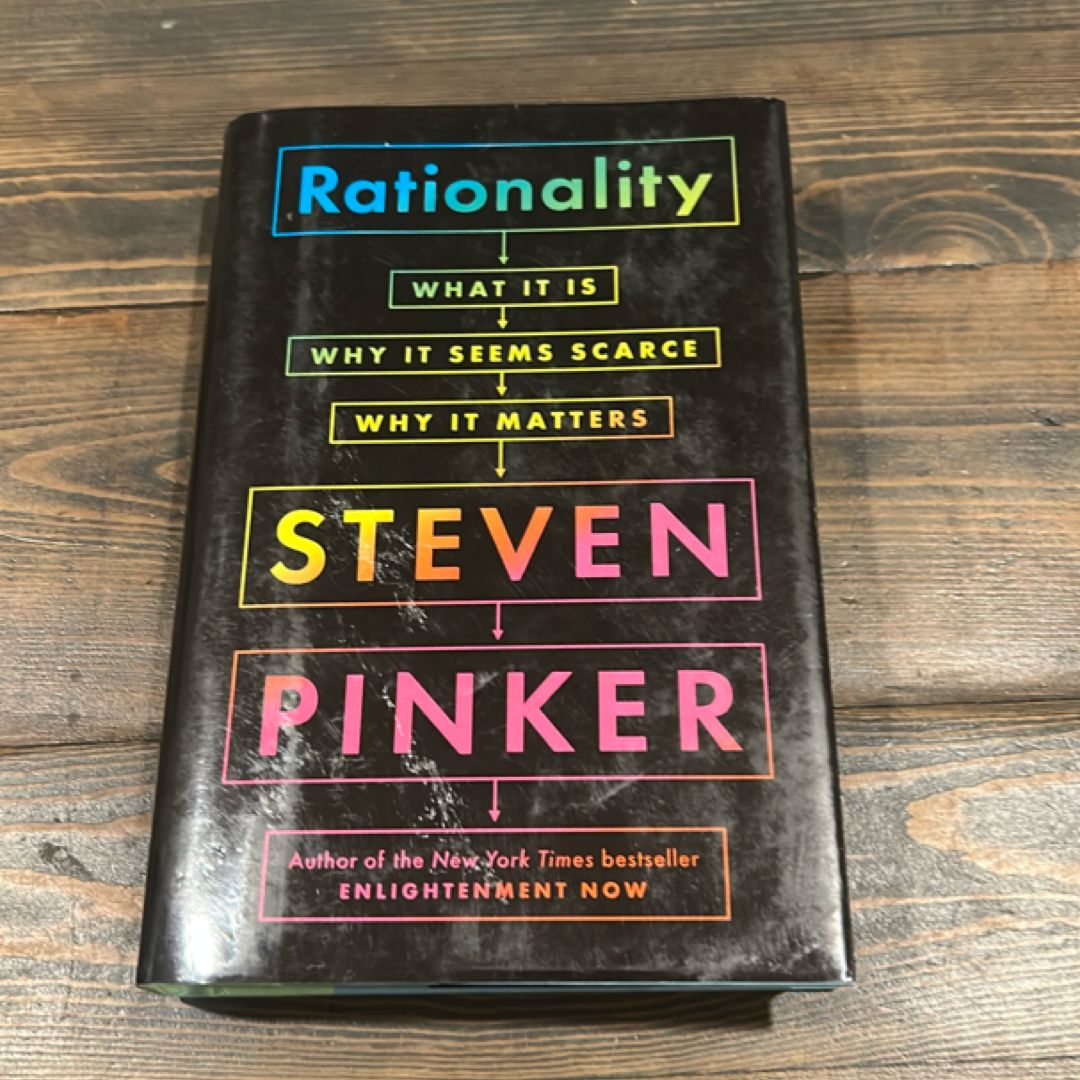 Rationality
WHAT IT IS
WHY IT SEEMS SCARCE
WHY IT MATTERS
STEVEN
PINKER
Author of the New York Times bestseller
ENLIGHTENMENT NOW